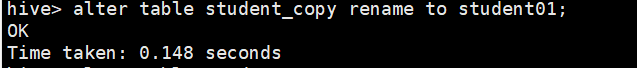 hive> alter table student_copy rename to student01;
OK
Time taken: 0.148 seconds